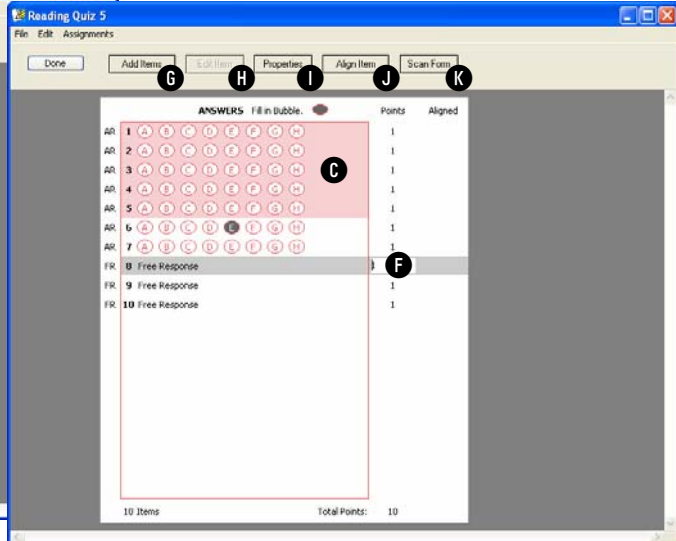 Reading Quiz 5
File Edit Assignments
Done Add Items Edit Item Properties Align Item Scan Form
G H I J K
ANSWERS Fill in Bubble. Points Aligned
AR 1 A B C D E F G H 1
AR 2 A B C D E F G H 1
AR 3 A B C D E F G H 1
C
AR 4 A B C D E F G H 1
AR 5 A B C D E F G H 1
AR 6 A B C D E F G H 1
AR 7 A B C D E F G H 1
FR 8 Free Response F
FR 9 Free Response 1
FR 10 Free Response 1
10 Items Total Points: 10